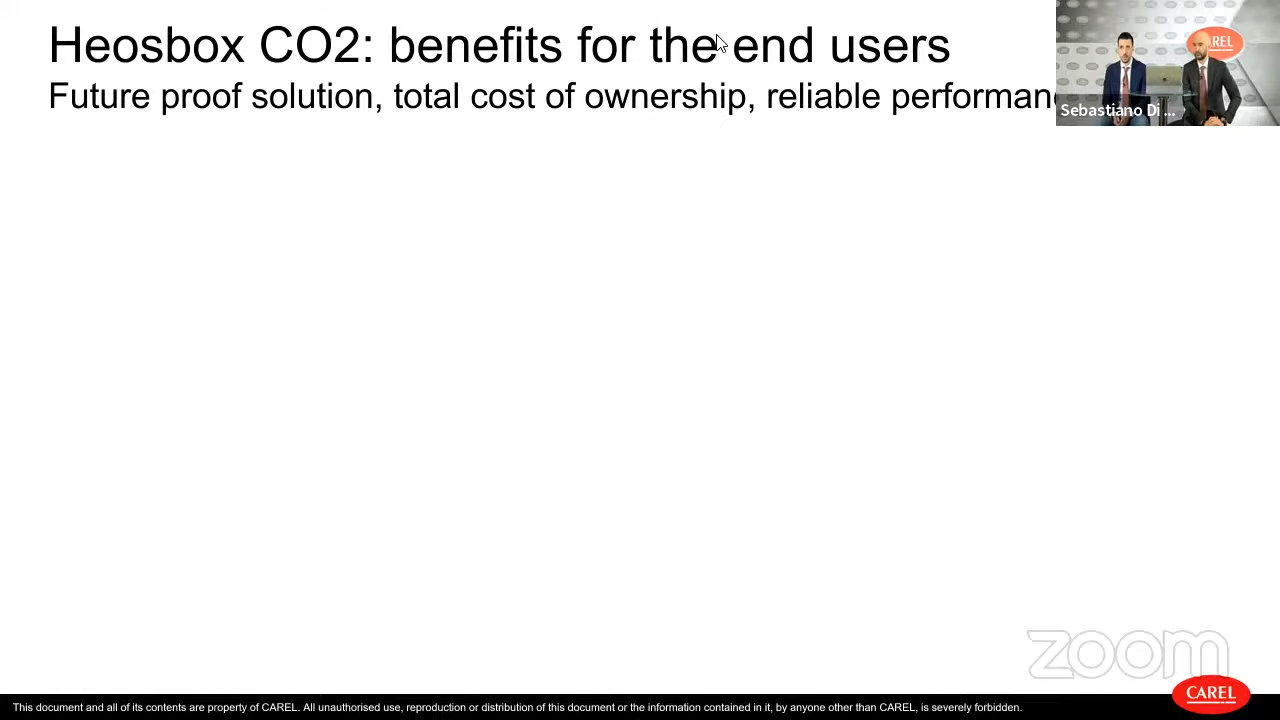 Heosbox CO2: benefits for the end users
Future proof solution, total cost of ownership, reliable
CAREL
Sebastiano Di ...
zoom
CAREL
This document and all of its contents are property of CAREL. All unauthorised use, reproduction or distribution of this document or the information contained in it, by anyone other than CAREL, is severely forbidden.